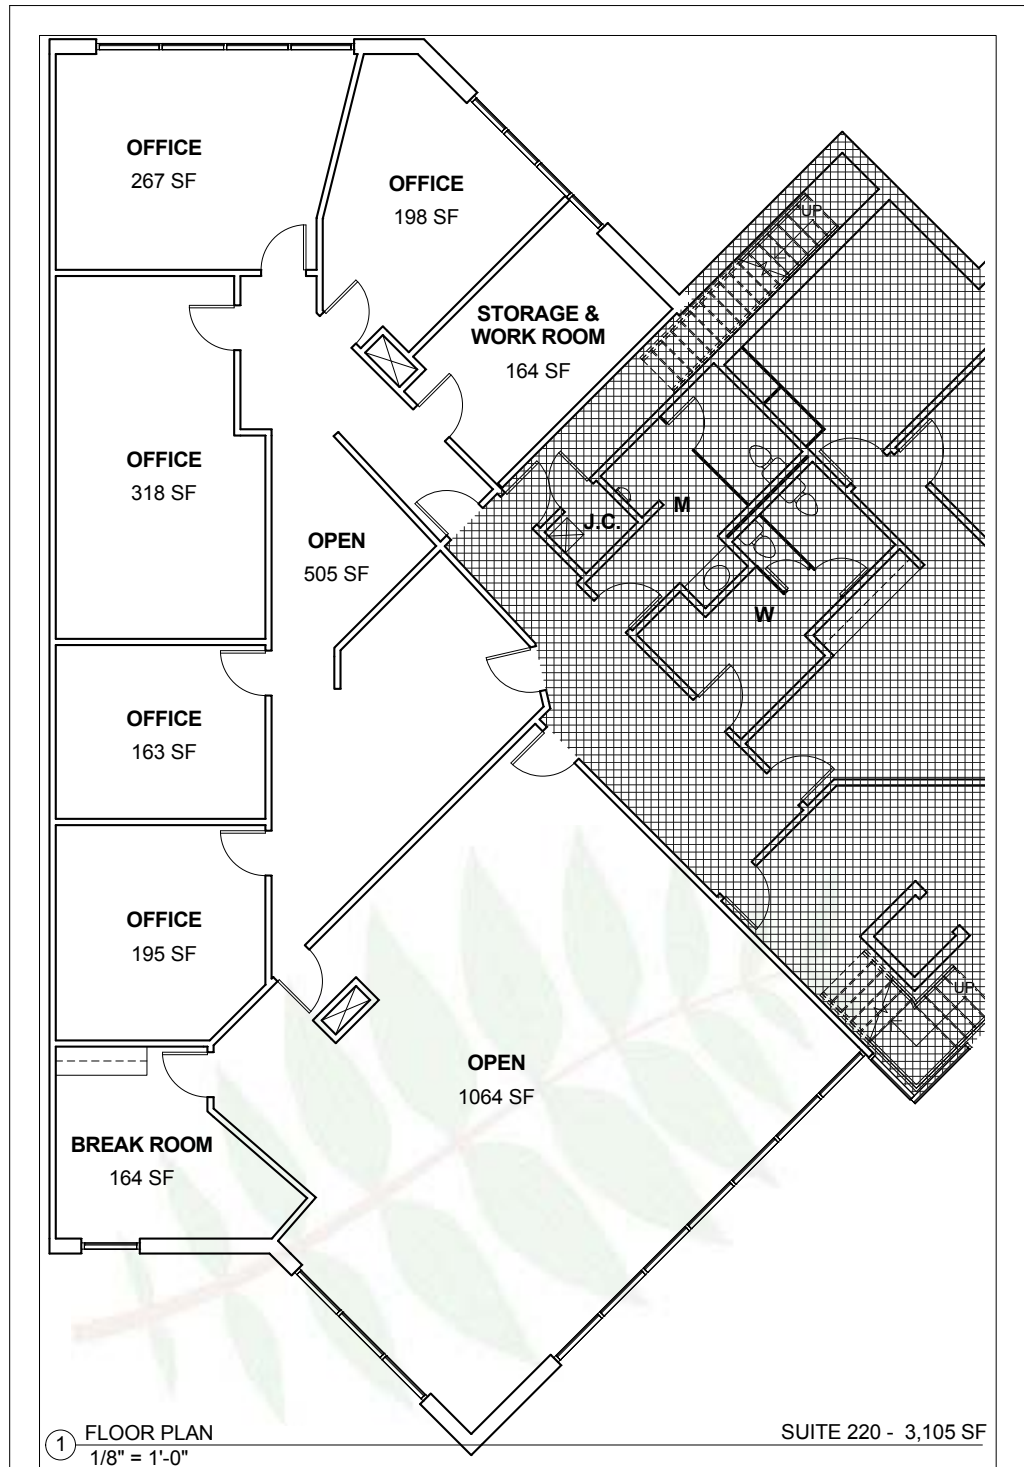 OFFICE
267 SF
OFFICE
198 SF
UP
STORAGE &
WORK ROOM
164 SF
OFFICE
318 SF
OPEN
505 SF
J.C.
M
W
OFFICE
163 SF
OFFICE
195 SF
UP
OPEN
1064 SF
BREAK ROOM
164 SF
1
FLOOR PLAN
1/8" = 1'-0"
SUITE 220 - 3,105 SF